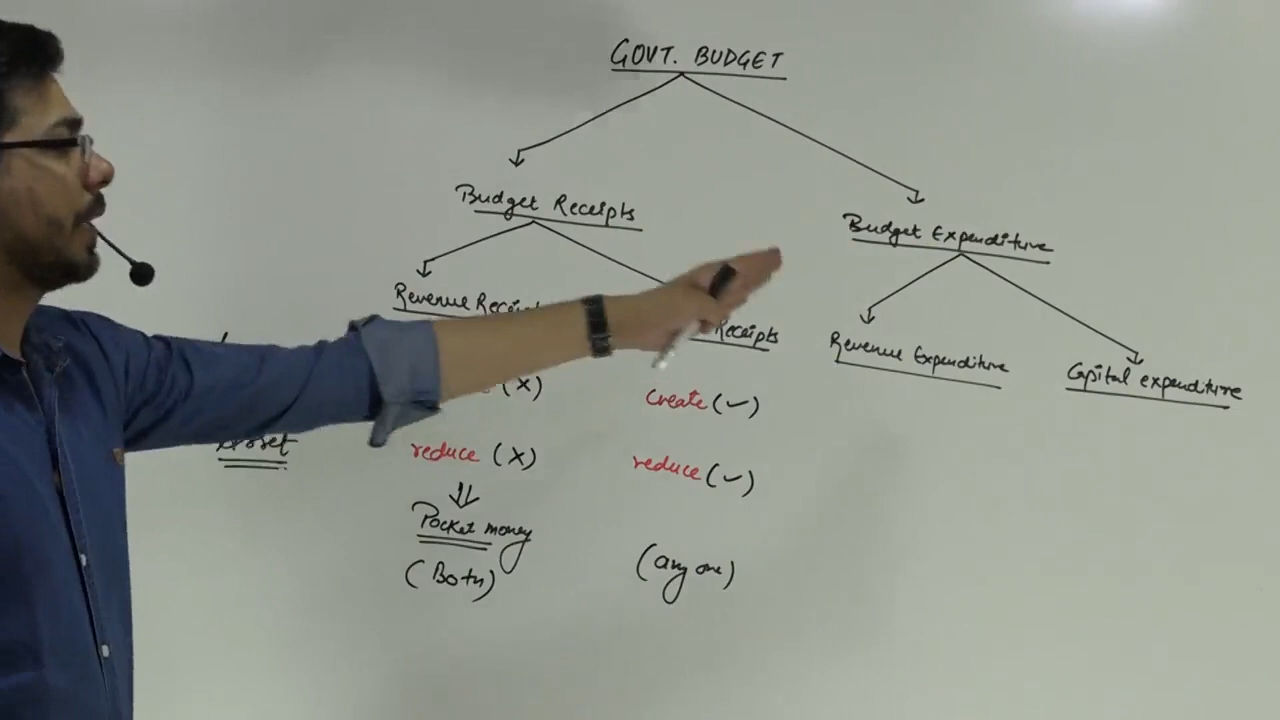 GOVT. BUDGET
Budget Receipts
Budget Expenditure
Revenue
Receipts
Revenue Expenditure
Capital expenditure
(X)
Create (✓)
Asset
reduce (X)
reduce (✓)
⇓
Pocket money
(Both)
(any one)